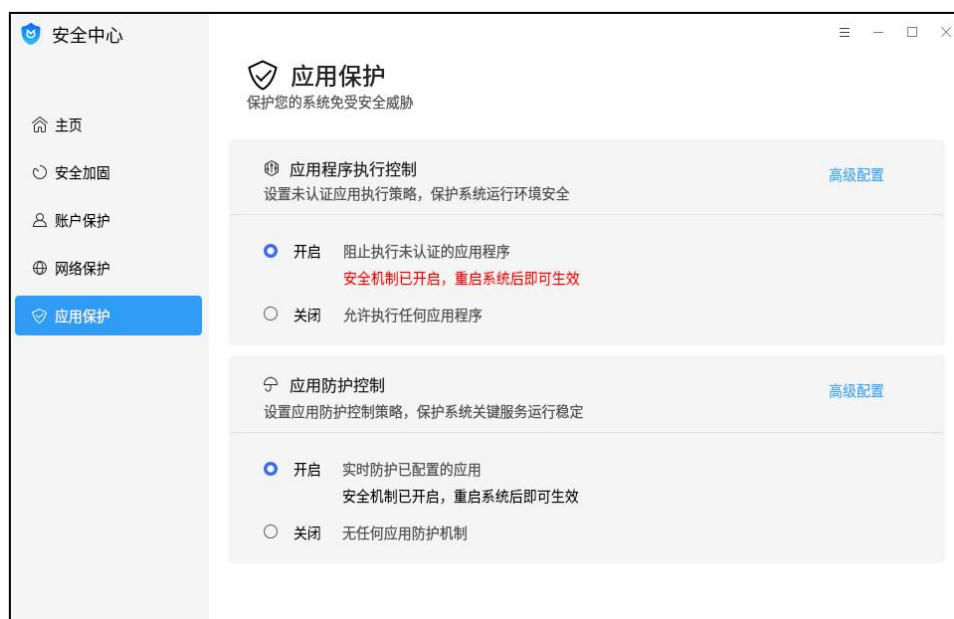 安全中心
主页
安全加固
账户保护
网络保护
应用保护
应用保护
保护您的系统免受安全威胁
应用程序执行控制
高级配置
设置未认证应用执行策略，保护系统运行环境安全
开启 阻止执行未认证的应用程序
安全机制已开启，重启系统后即可生效
关闭 允许执行任何应用程序
应用防护控制
高级配置
设置应用防护控制策略，保护系统关键服务运行稳定
开启 实时防护已配置的应用
安全机制已开启，重启系统后即可生效
关闭 无任何应用防护机制